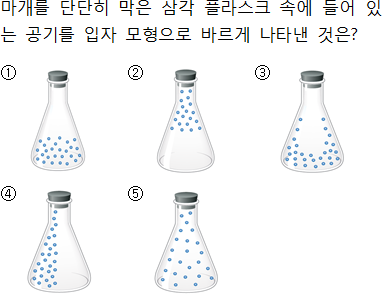 마개를 단단히 막은 삼각 플라스크 속에 들어 있
는 공기를 입자 모형으로 바르게 나타낸 것은?
① ② ③
④ ⑤